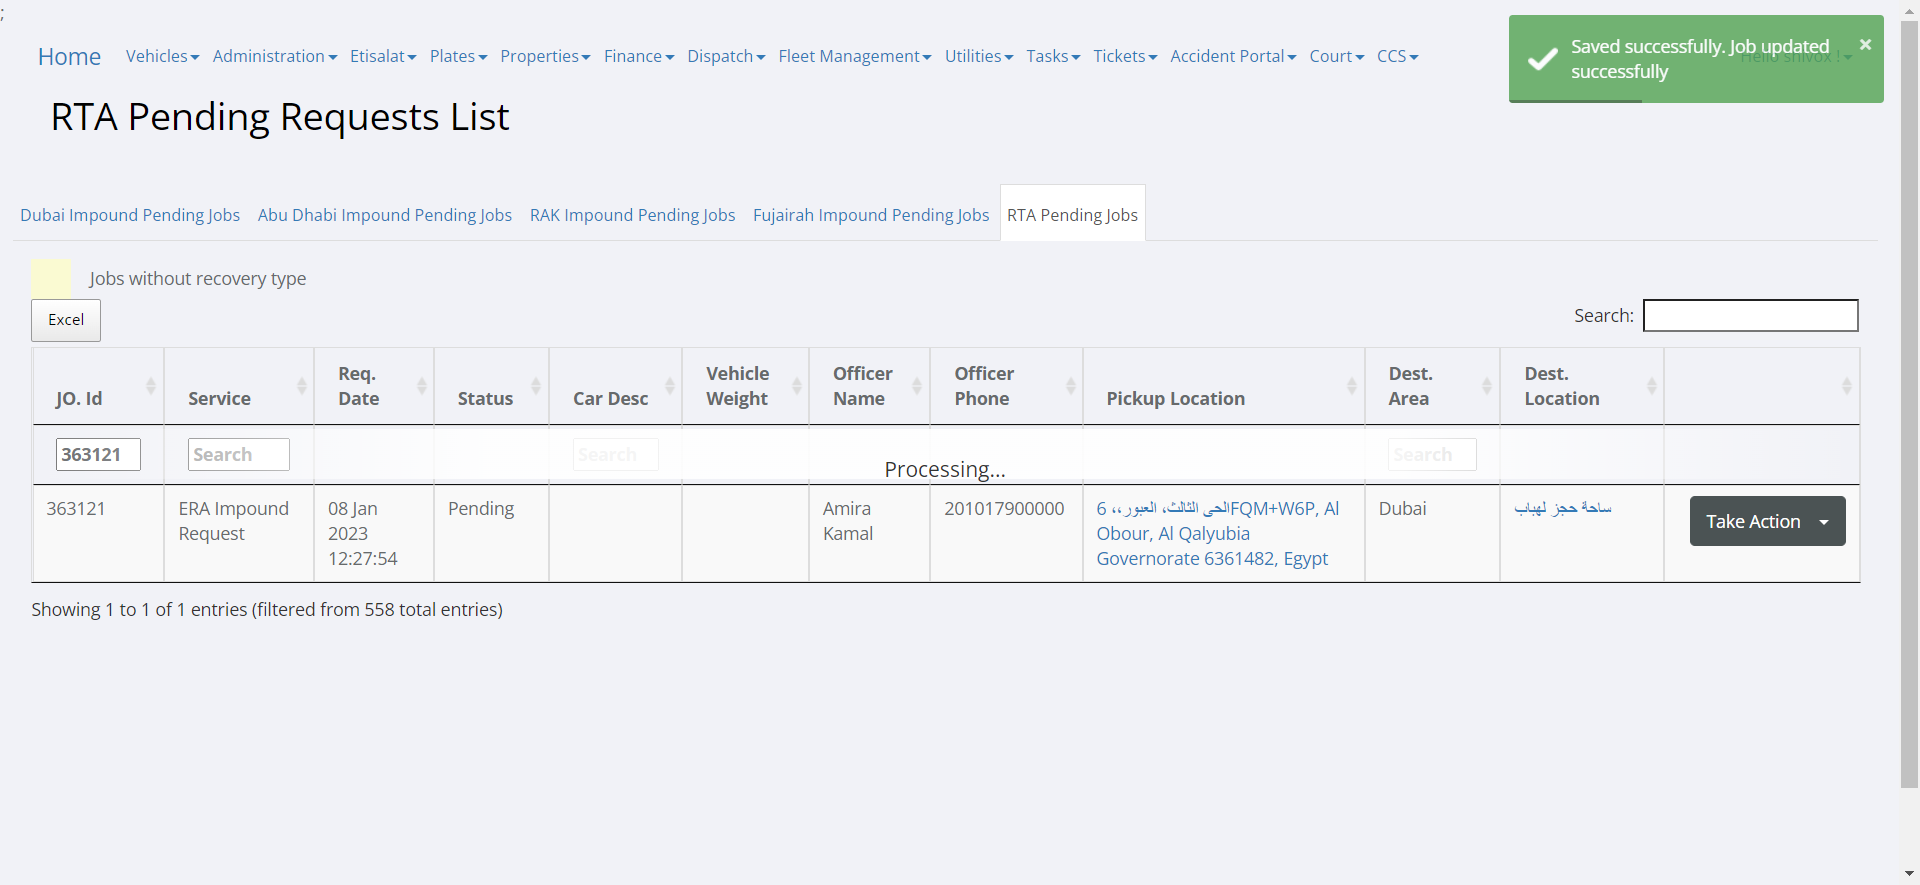 ;
Home Vehicles Administration Etisalat Plates Properties Finance Dispatch Fleet Management Utilities Tasks Tickets Accident Portal Court CCS
Saved successfully. Job updated
successfully
×
Hello shivox !
RTA Pending Requests List
Dubai Impound Pending Jobs Abu Dhabi Impound Pending Jobs RAK Impound Pending Jobs Fujairah Impound Pending Jobs RTA Pending Jobs
Jobs without recovery type
Excel
Search:
JO. Id Service Req. Date Status Car Desc Vehicle Weight Officer Name Officer Phone Pickup Location Dest. Area Dest. Location
363121 Search Search Search
Processing...
363121 ERA Impound Request 08 Jan 2023 12:27:54 Pending Amira Kamal 201017900000
6 الحى الثالث، العبور،،FQM+W6P, Al
Obour, Al Qalyubia
Governorate 6361482, Egypt
Dubai
ساحة حجز لهباب
Take Action
Showing 1 to 1 of 1 entries (filtered from 558 total entries)